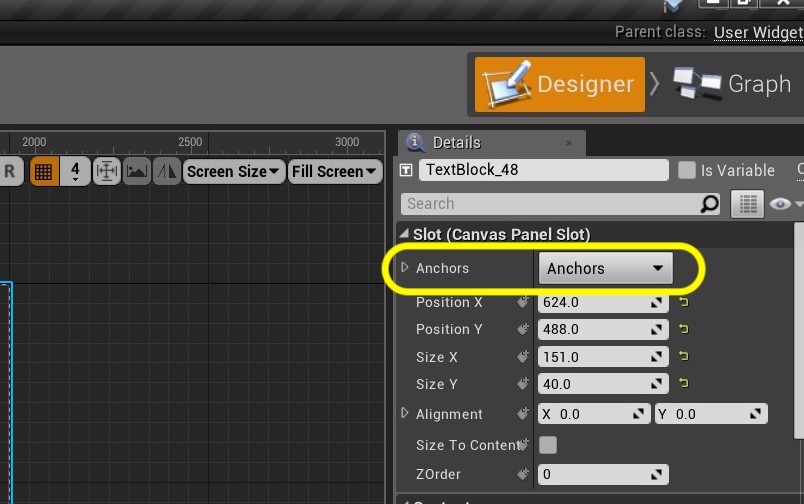 Parent class: User Widget
Designer
Graph
2000 2500 3000
Details
R 4 Screen Size Fill Screen
TextBlock_48 Is Variable
Search
Slot (Canvas Panel Slot)
Anchors Anchors
Position X 624.0
Position Y 488.0
Size X 151.0
Size Y 40.0
Alignment X 0.0 Y 0.0
Size To Content
ZOrder 0